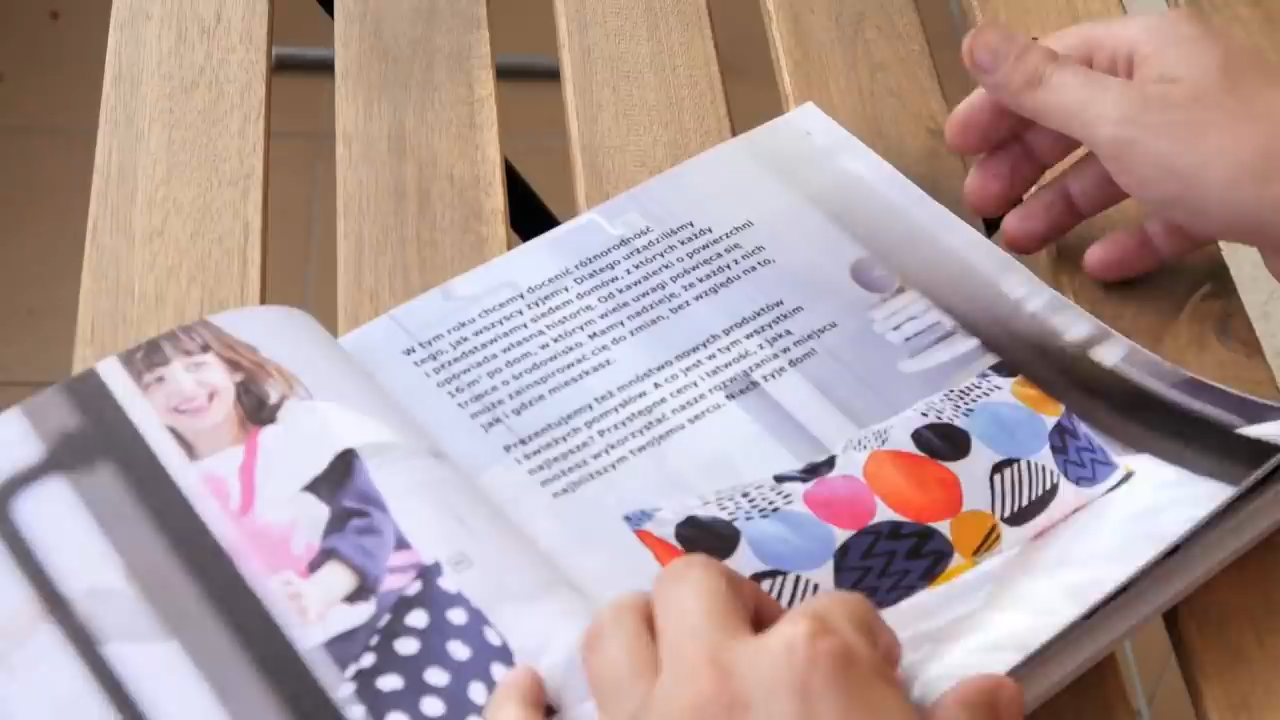 W tym roku chcemy docenić różnorodność
tego, jak wszyscy żyjemy. Dlatego urządziliśmy
i przedstawiamy siedem domów, z których każdy
opowiada własną historię. Od kawalerki o powierzchni
16 m² po dom, w którym wiele uwagi poświęca się
trosce o środowisko. Mamy nadzieję, że każdy z nich
może zainspirować cię do zmian, bez względu na to,
jak i gdzie mieszkasz.
Prezentujemy też mnóstwo nowych produktów
i świeżych pomysłów. A co jest w tym wszystkim
najlepsze? Przystępne ceny i łatwość, z jaką
możesz wykorzystać nasze rozwiązania w miejscu
najbliższym twojemu sercu. Niech żyje dom!